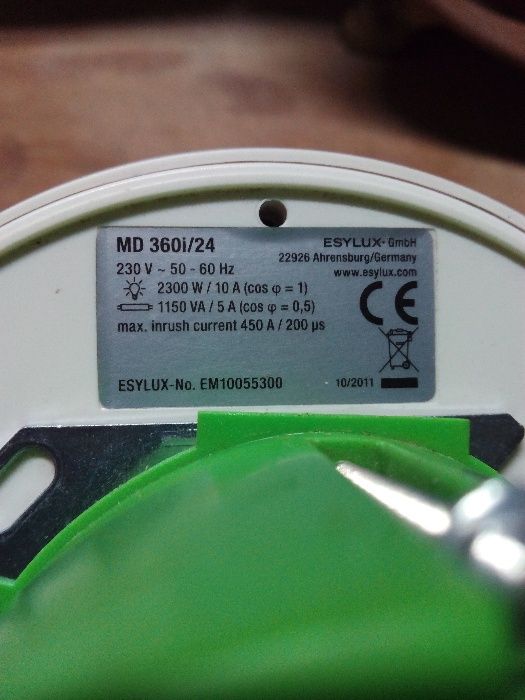 MD 360i/24
ESYLUX® GmbH
22926 Ahrensburg/Germany
www.esylux.com
230 V ~ 50 - 60 Hz
2300 W / 10 A (cos φ = 1)
1150 VA / 5 A (cos φ = 0,5)
max. inrush current 450 A / 200 µs
CE
ESYLUX-No. EM10055300
10/2011